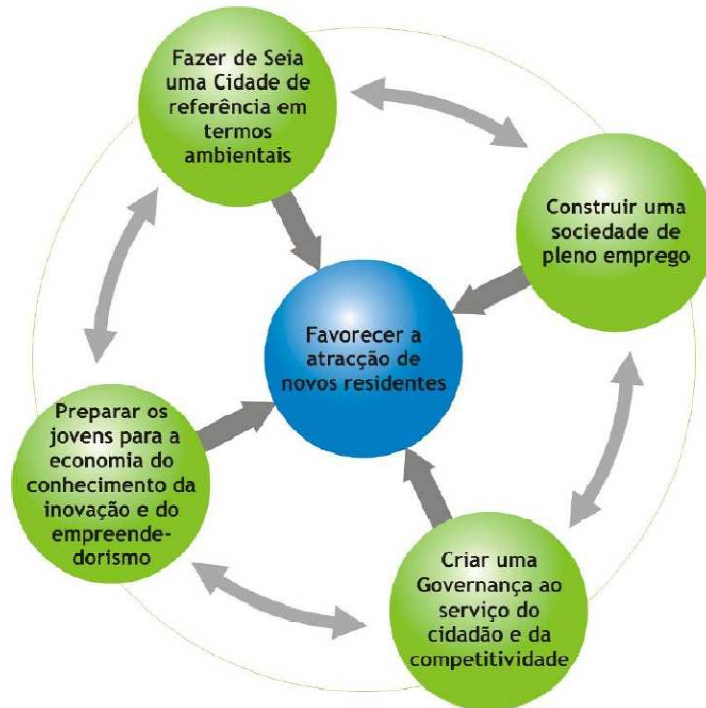 Fazer de Seia
uma Cidade de
referência em
termos
ambientais
Construir uma
sociedade de
pleno emprego
Favorecer a
atracção de
novos residentes
Preparar os
jovens para a
economia do
conhecimento da
inovação e do
empreende-
dorismo
Criar uma
Governança ao
serviço do
cidadão e da
competitividade